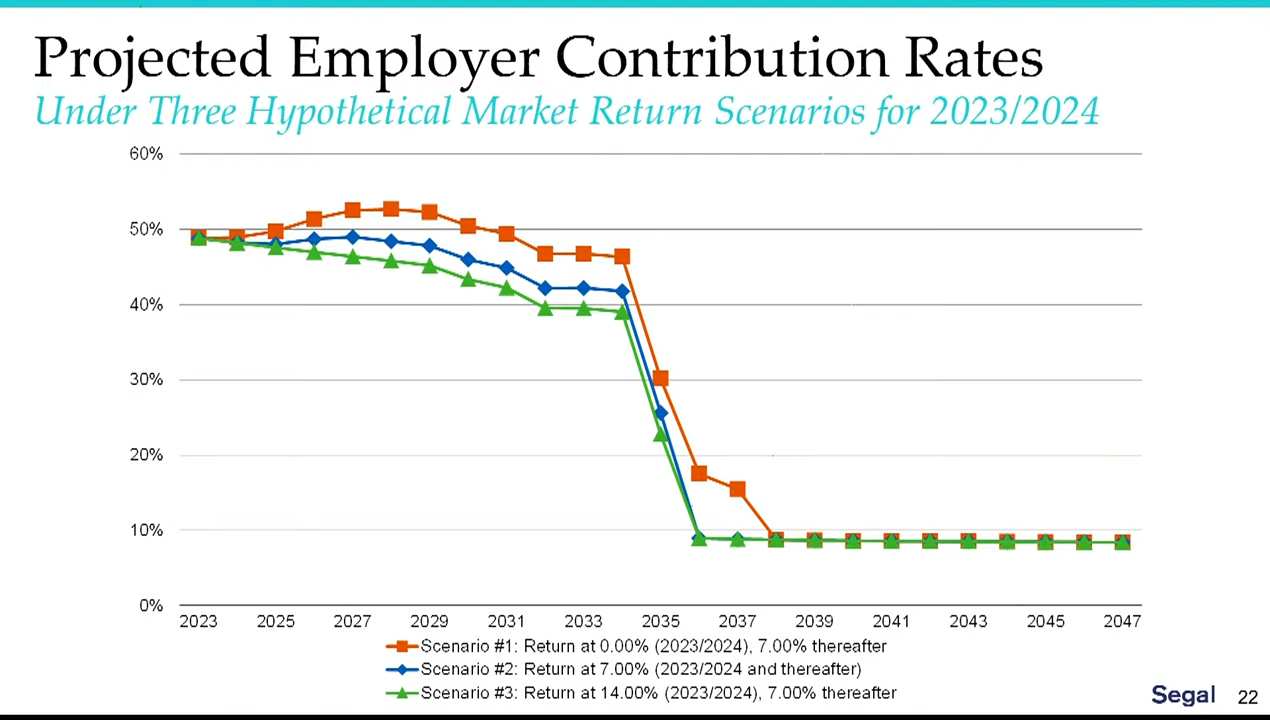 Projected Employer Contribution Rates
Under Three Hypothetical Market Return Scenarios for 2023/2024
60%
50%
40%
30%
20%
10%
0%
2023 2025 2027 2029 2031 2033 2035 2037 2039 2041 2043 2045 2047
Scenario #1: Return at 0.00% (2023/2024), 7.00% thereafter
Scenario #2: Return at 7.00% (2023/2024 and thereafter)
Scenario #3: Return at 14.00% (2023/2024), 7.00% thereafter
Segal 22